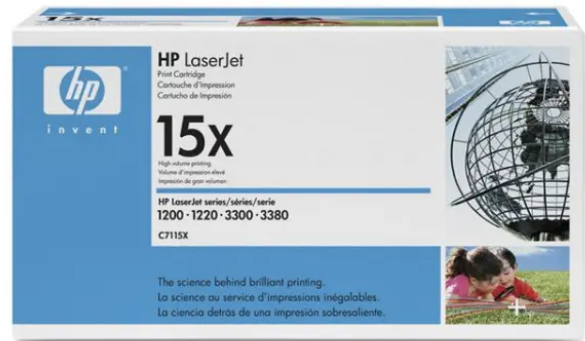 15x
hp
invent
HP LaserJet
Print Cartridge
Cartouche d'Impression
Cartucho de Impresión
15x
High volume printing
Volume d'impression élevé
Impresión de gran volumen
HP LaserJet series/séries/serie
1200 · 1220 · 3300 · 3380
C7115X
The science behind brilliant printing.
La science au service d'impressions inégalables.
La ciencia detrás de una impresión sobresaliente.